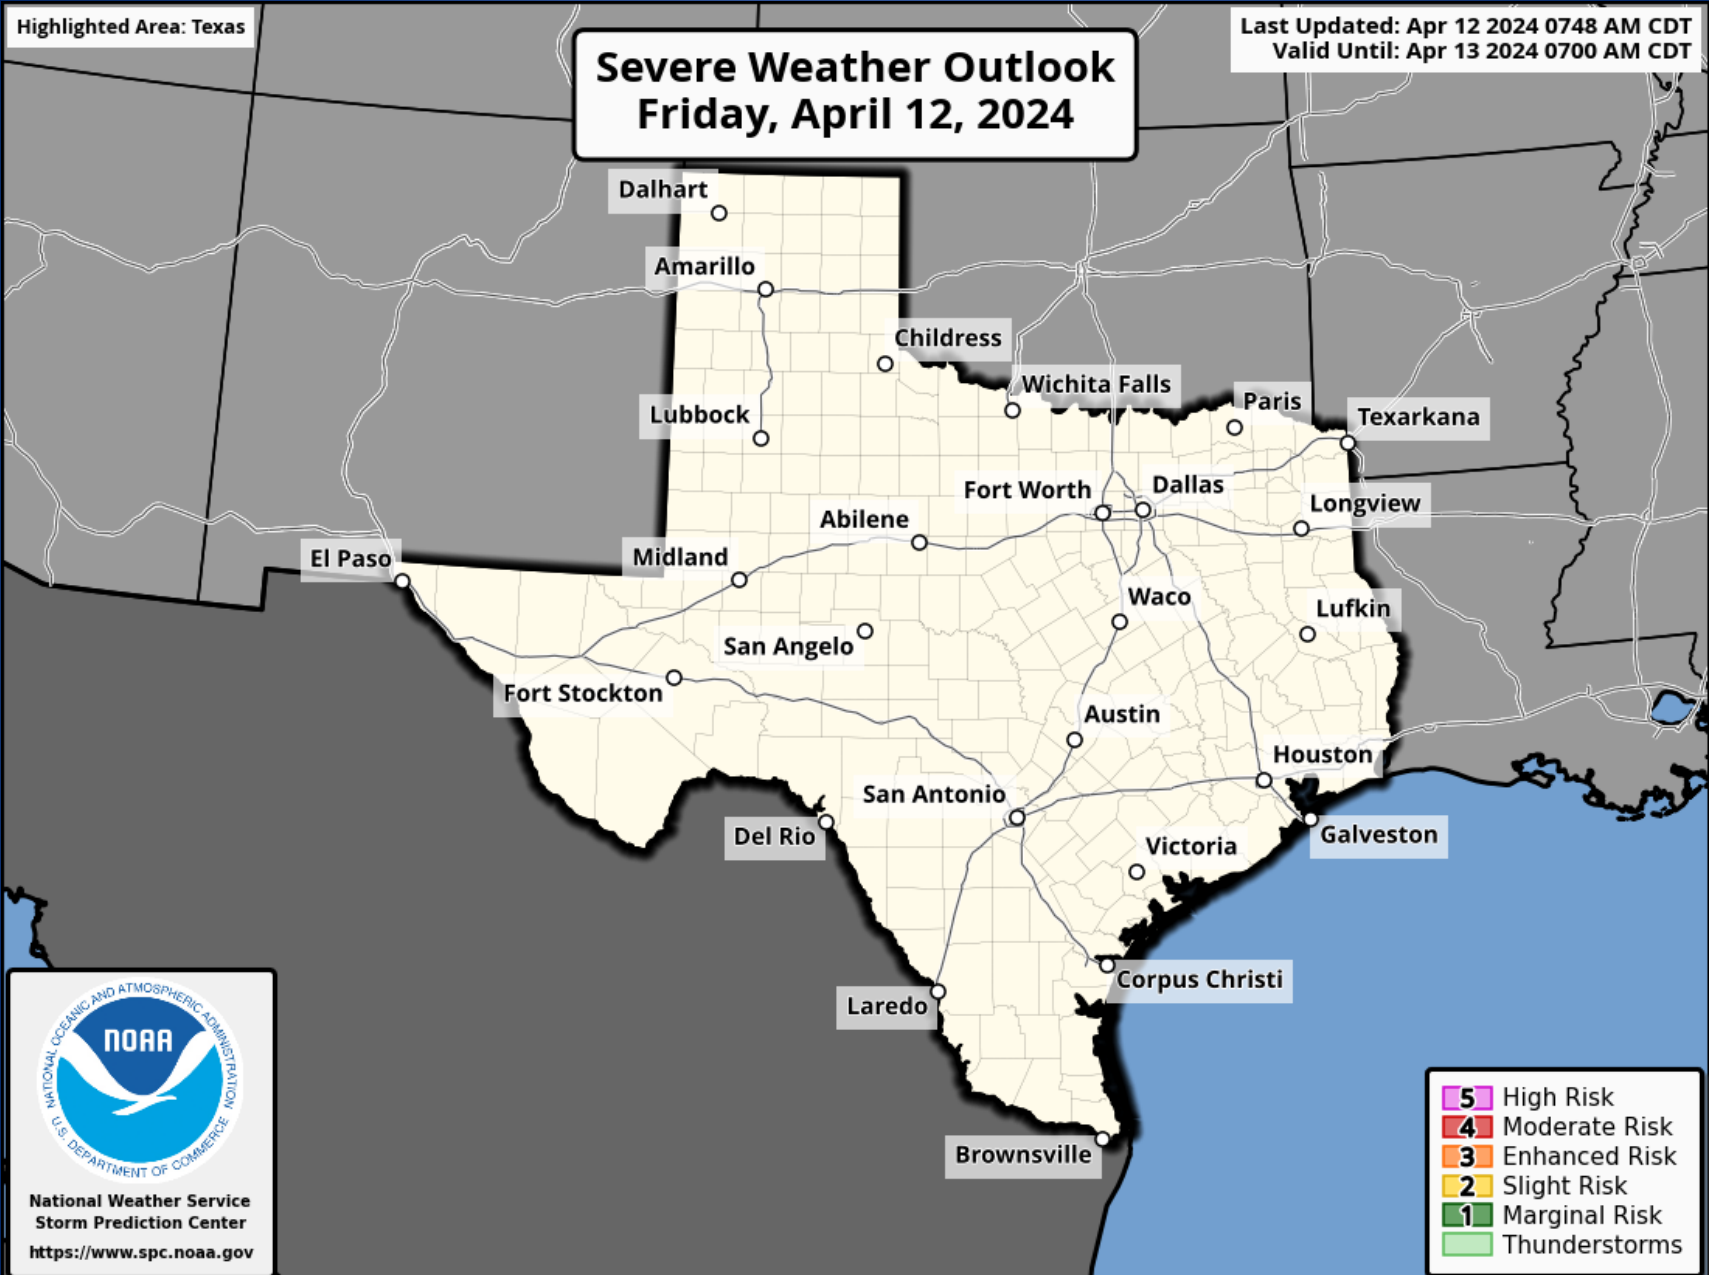 Highlighted Area: Texas
Severe Weather Outlook
Friday, April 12, 2024
Last Updated: Apr 12 2024 0748 AM CDT
Valid Until: Apr 13 2024 0700 AM CDT
Dalhart
Amarillo
Childress
Wichita Falls
Paris
Texarkana
Lubbock
Fort Worth
Dallas
Longview
Abilene
El Paso
Midland
Waco
Lufkin
San Angelo
Fort Stockton
Austin
Houston
San Antonio
Del Rio
Galveston
Victoria
Corpus Christi
Laredo
Brownsville
NATIONAL OCEANIC AND ATMOSPHERIC ADMINISTRATION
NOAA
U.S. DEPARTMENT OF COMMERCE
National Weather Service
Storm Prediction Center
https://www.spc.noaa.gov
5 High Risk
4 Moderate Risk
3 Enhanced Risk
2 Slight Risk
1 Marginal Risk
Thunderstorms